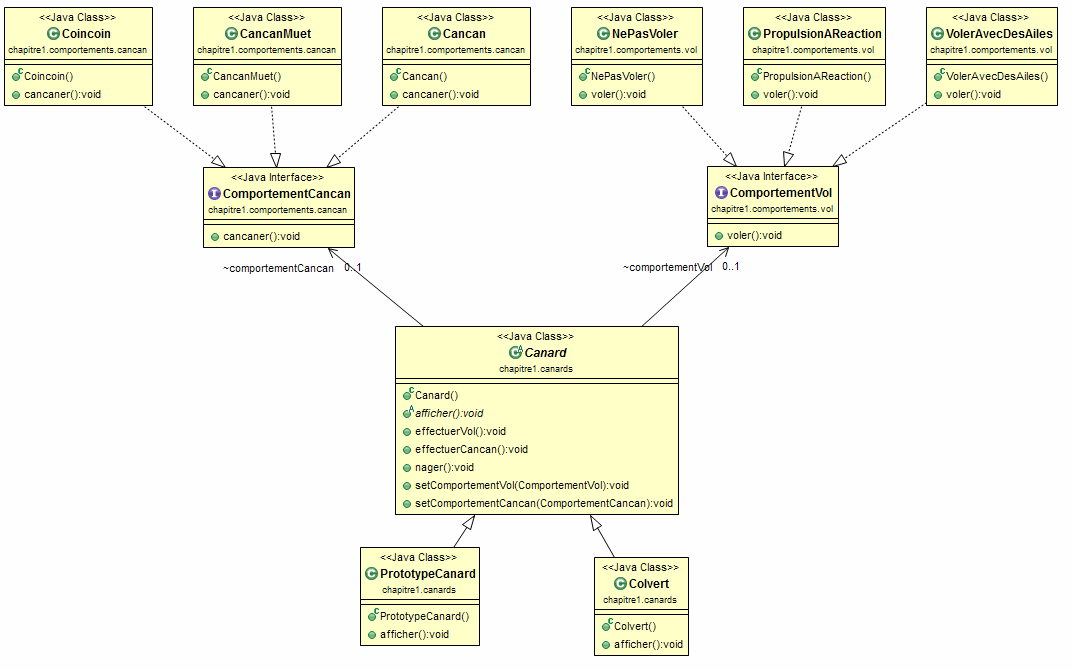 <<Java Class>>
Coincoin
chapitre1.comportements.cancan
Coincoin()
cancaner():void
<<Java Class>>
CancanMuet
chapitre1.comportements.cancan
CancanMuet()
cancaner():void
<<Java Class>>
Cancan
chapitre1.comportements.cancan
Cancan()
cancaner():void
<<Java Class>>
NePasVoler
chapitre1.comportements.vol
NePasVoler()
voler():void
<<Java Class>>
PropulsionAReaction
chapitre1.comportements.vol
PropulsionAReaction()
voler():void
<<Java Class>>
VolerAvecDesAiles
chapitre1.comportements.vol
VolerAvecDesAiles()
voler():void
<<Java Interface>>
ComportementCancan
chapitre1.comportements.cancan
cancaner():void
<<Java Interface>>
ComportementVol
chapitre1.comportements.vol
voler():void
~comportementCancan 0..1
~comportementVol 0..1
<<Java Class>>
Canard
chapitre1.canards
Canard()
afficher():void
effectuerVol():void
effectuerCancan():void
nager():void
setComportementVol(ComportementVol):void
setComportementCancan(ComportementCancan):void
<<Java Class>>
PrototypeCanard
chapitre1.canards
PrototypeCanard()
afficher():void
<<Java Class>>
Colvert
chapitre1.canards
Colvert()
afficher():void